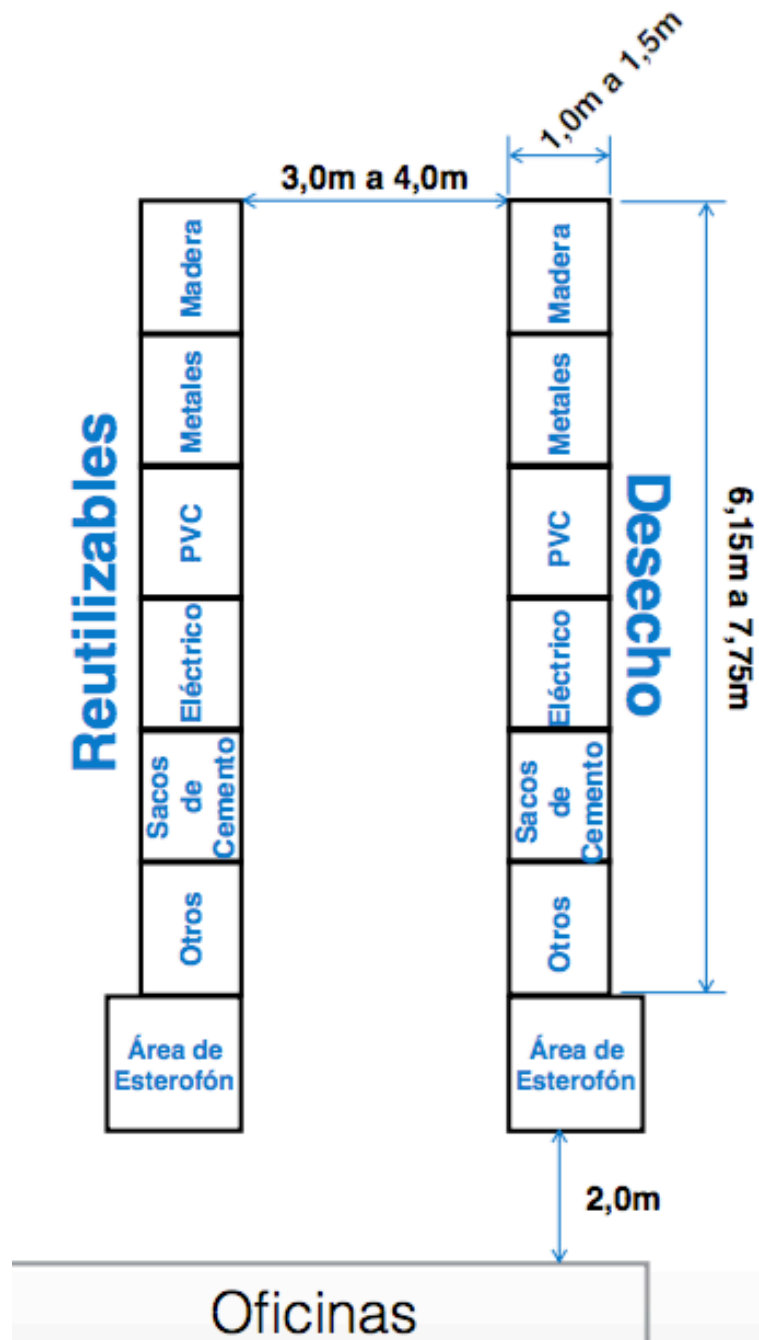 1,0m a 1,5m
3,0m a 4,0m
Reutilizables
Madera
Metales
PVC
Eléctrico
Sacos
de
Cemento
Otros
Área de
Esterofón
Madera
Metales
PVC
Eléctrico
Sacos
de
Cemento
Otros
Área de
Esterofón
Desecho
6,15m a 7,75m
2,0m
Oficinas